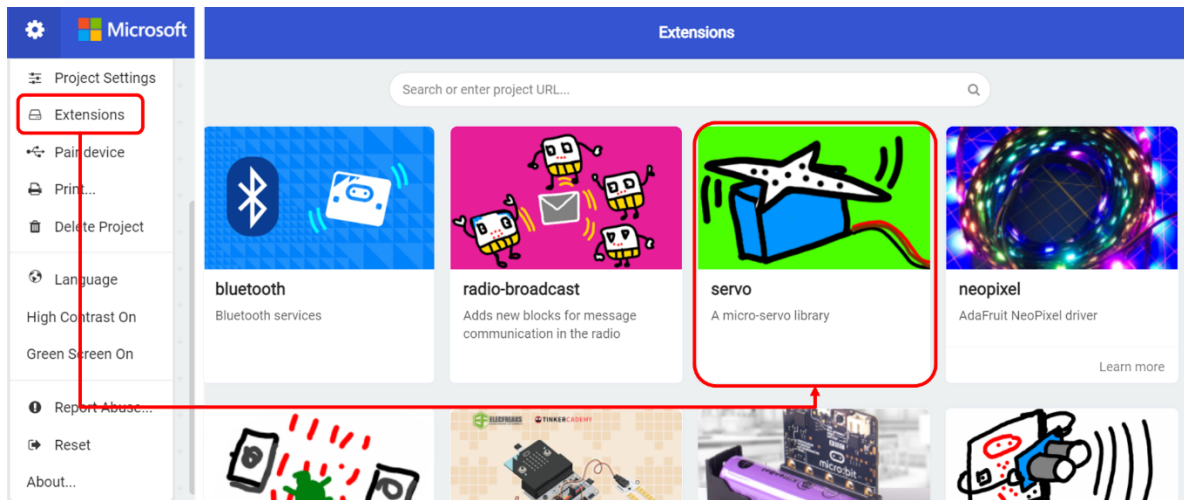 Microsoft
Extensions
Project Settings
Extensions
Pair device
Print...
Delete Project
Language
High Contrast On
Green Screen On
Report Abuse...
Reset
About...
Search or enter project URL...
bluetooth
Bluetooth services
radio-broadcast
Adds new blocks for message
communication in the radio
servo
A micro-servo library
neopixel
AdaFruit NeoPixel driver
Learn more
ELECFREAKS TINKERCADEMY
micro:bit